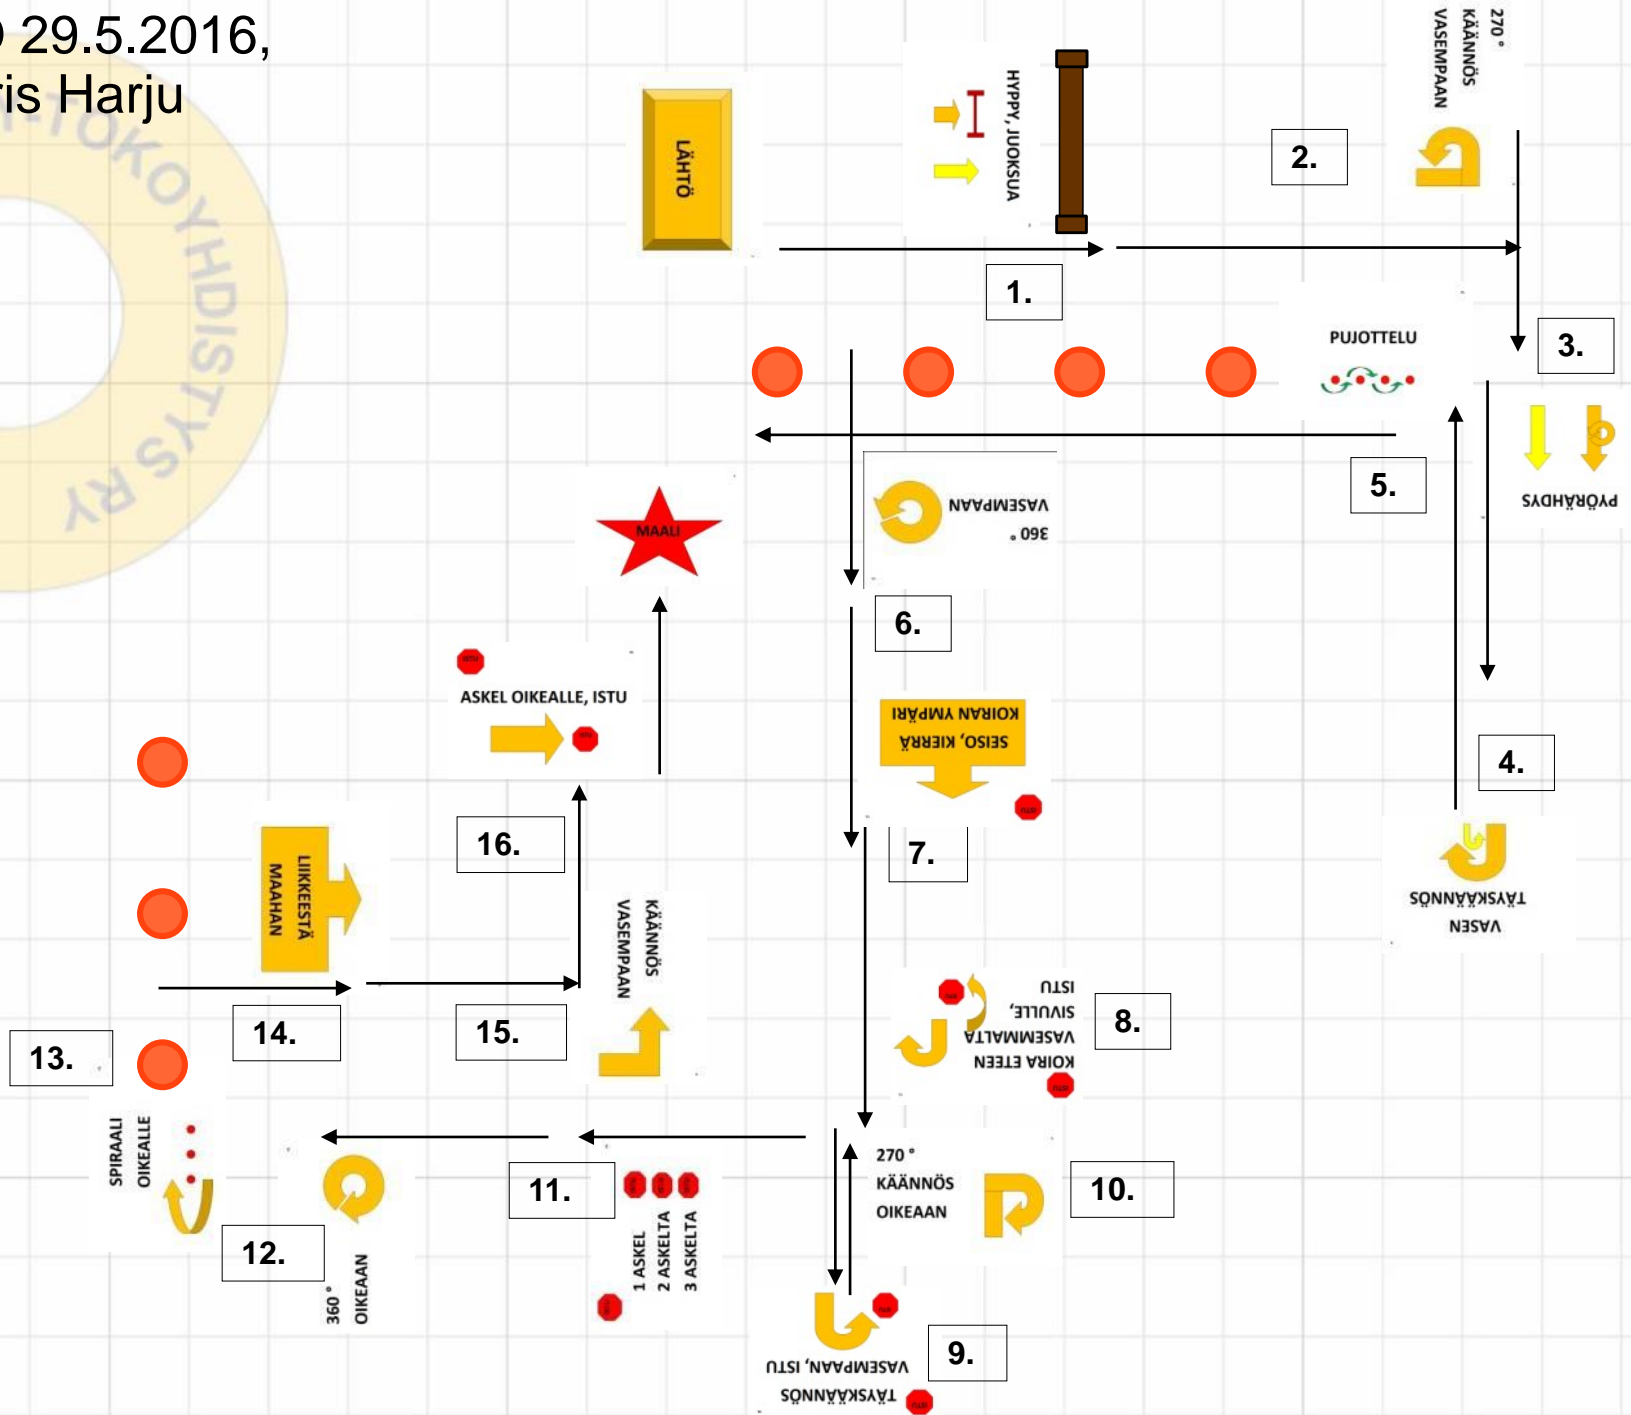 29.5.2016,
ris Harju
TOKOYHDISTYS RY
LÄHTÖ
HYPPY, JUOKSUA
1.
270 °
KÄÄNNÖS
VASEMPAAN
2.
3.
PYÖRÄHDYS
PUJOTTELU
5.
4.
VASEN
TÄYSKÄÄNNÖS
360 °
VASEMPAAN
6.
MAALI
SEISO, KIERRÄ
KOIRAN YMPÄRI
7.
ASKEL OIKEALLE, ISTU
16.
KÄÄNNÖS
VASEMPAAN
15.
LIIKKEESTÄ
MAAHAN
14.
13.
SPIRAALI
OIKEALLE
12.
360 °
OIKEAAN
11.
1 ASKEL
2 ASKELTA
3 ASKELTA
KOIRA ETEEN
VASEMMALTA
SIVULLE,
ISTU
8.
270 °
KÄÄNNÖS
OIKEAAN
10.
TÄYSKÄÄNNÖS
VASEMPAAN, ISTU
9.